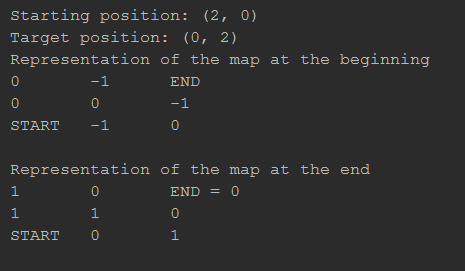 Starting position: (2, 0)
Target position: (0, 2)
Representation of the map at the beginning
0 -1 END
0 0 -1
START -1 0
Representation of the map at the end
1 0 END = 0
1 1 0
START 0 1